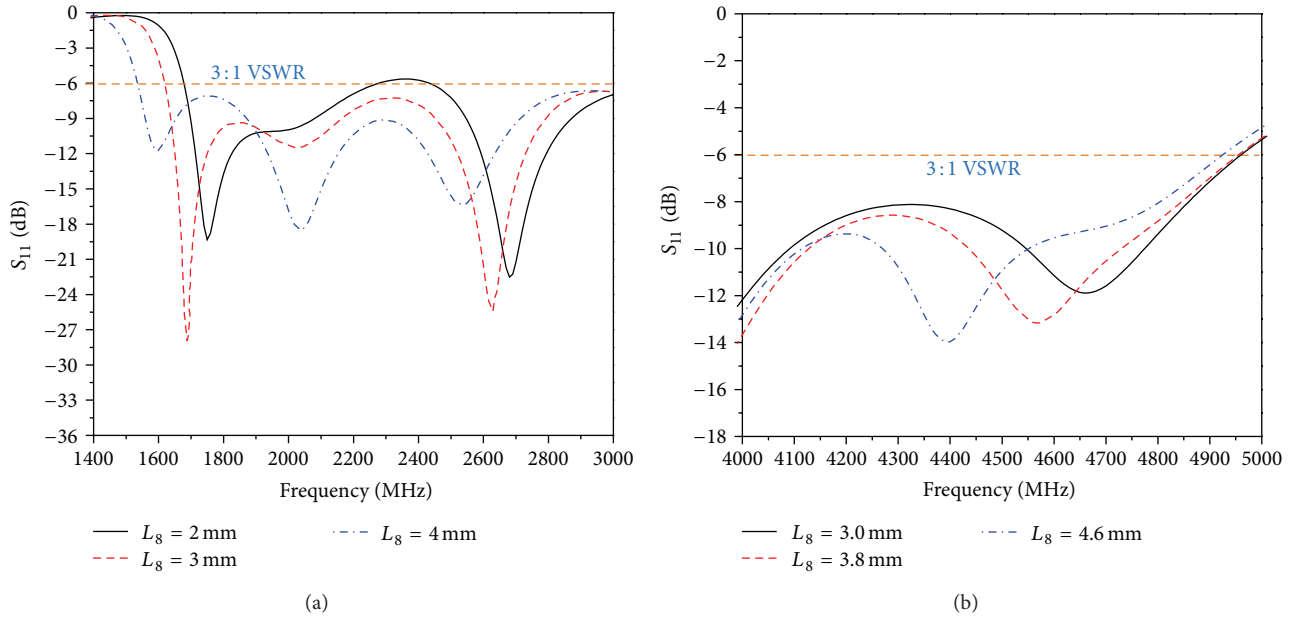 0
−3
−6
−9
−12
−15
−18
−21
−24
−27
−30
−33
−36
S11 (dB)
3 : 1 VSWR
1400 1600 1800 2000 2200 2400 2600 2800 3000
Frequency (MHz)
L8 = 2 mm
L8 = 4 mm
L8 = 3 mm
(a)
0
−2
−4
−6
−8
−10
−12
−14
−16
−18
S11 (dB)
3 : 1 VSWR
4000 4100 4200 4300 4400 4500 4600 4700 4800 4900 5000
Frequency (MHz)
L8 = 3.0 mm
L8 = 4.6 mm
L8 = 3.8 mm
(b)